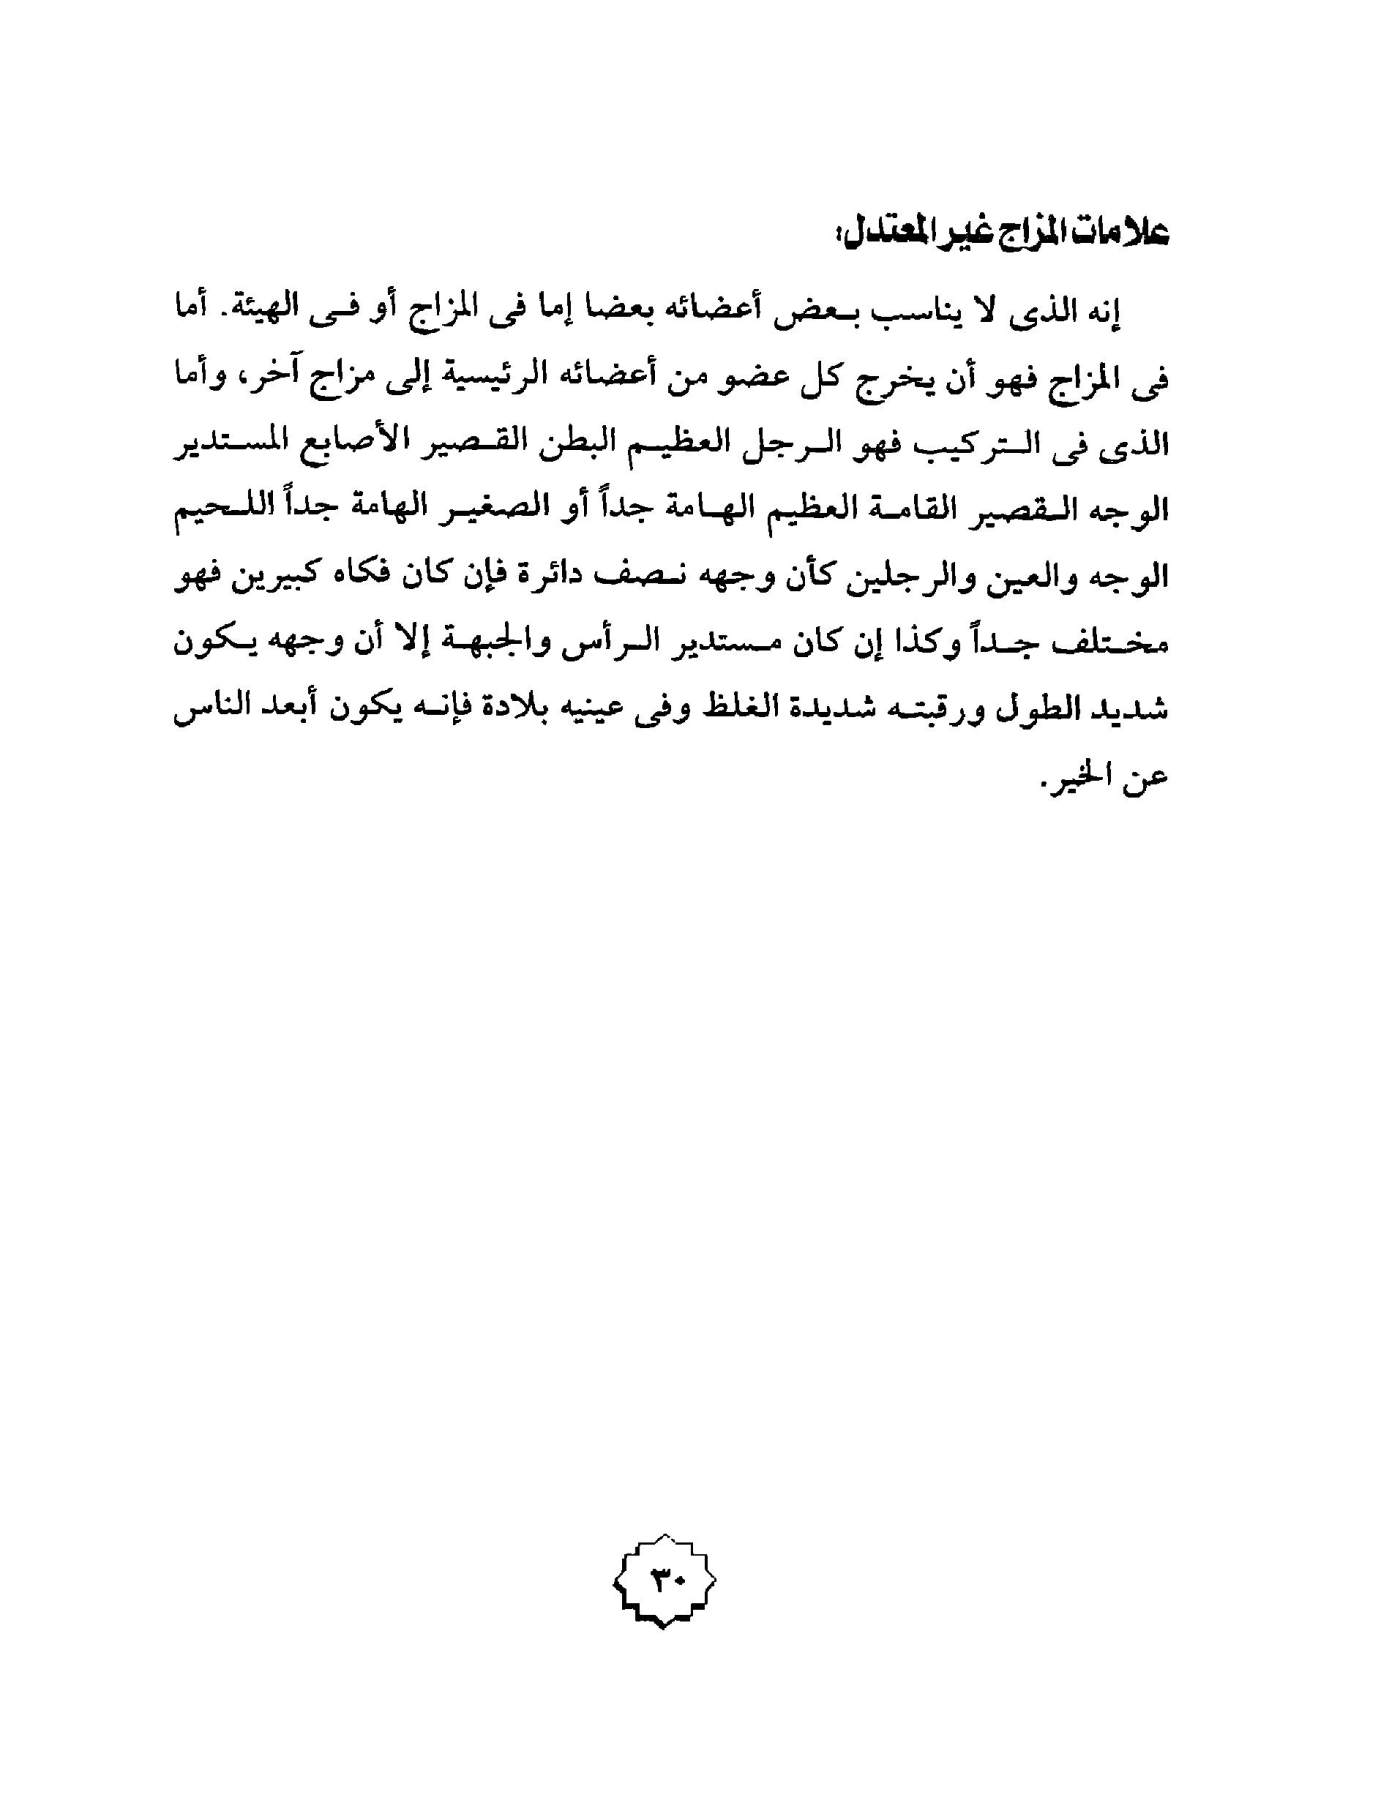 علامات المزاج غير المعتدل:
إنه الذى لا يناسب بعض أعضائه بعضا إما فى المزاج أو فى الهيئة. أما
فى المزاج فهو أن يخرج كل عضو من أعضائه الرئيسية إلى مزاج آخر، وأما
الذى فى التركيب فهو الرجل العظيم البطن القصير الأصابع المستدير
الوجه القصير القامة العظيم الهامة جداً أو الصغير الهامة جداً اللحيم
الوجه والعين والرجلين كأن وجهه نصف دائرة فإن كان فكاه كبيرين فهو
مختلف جداً وكذا إن كان مستدير الرأس والجبهة إلا أن وجهه يكون
شديد الطول ورقبته شديدة الغلظ وفى عينيه بلادة فإنه يكون أبعد الناس
عن الخير.
٣٠